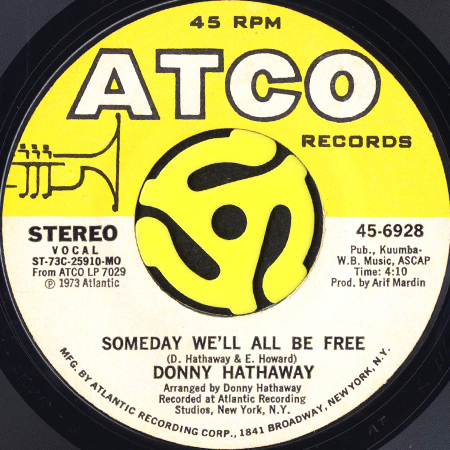 45 RPM
ATCO
RECORDS
STEREO
VOCAL
ST-73C-25910-MO
From ATCO LP 7029
Ⓟ 1973 Atlantic
45-6928
Pub., Kuumba-
W.B. Music, ASCAP
Time: 4:10
Prod. by Arif Mardin
SOMEDAY WE'LL ALL BE FREE
(D. Hathaway & E. Howard)
DONNY HATHAWAY
Arranged by Donny Hathaway
Recorded at Atlantic Recording
Studios, New York, N.Y.
MFG. BY ATLANTIC RECORDING CORP., 1841 BROADWAY, NEW YORK, N.Y.